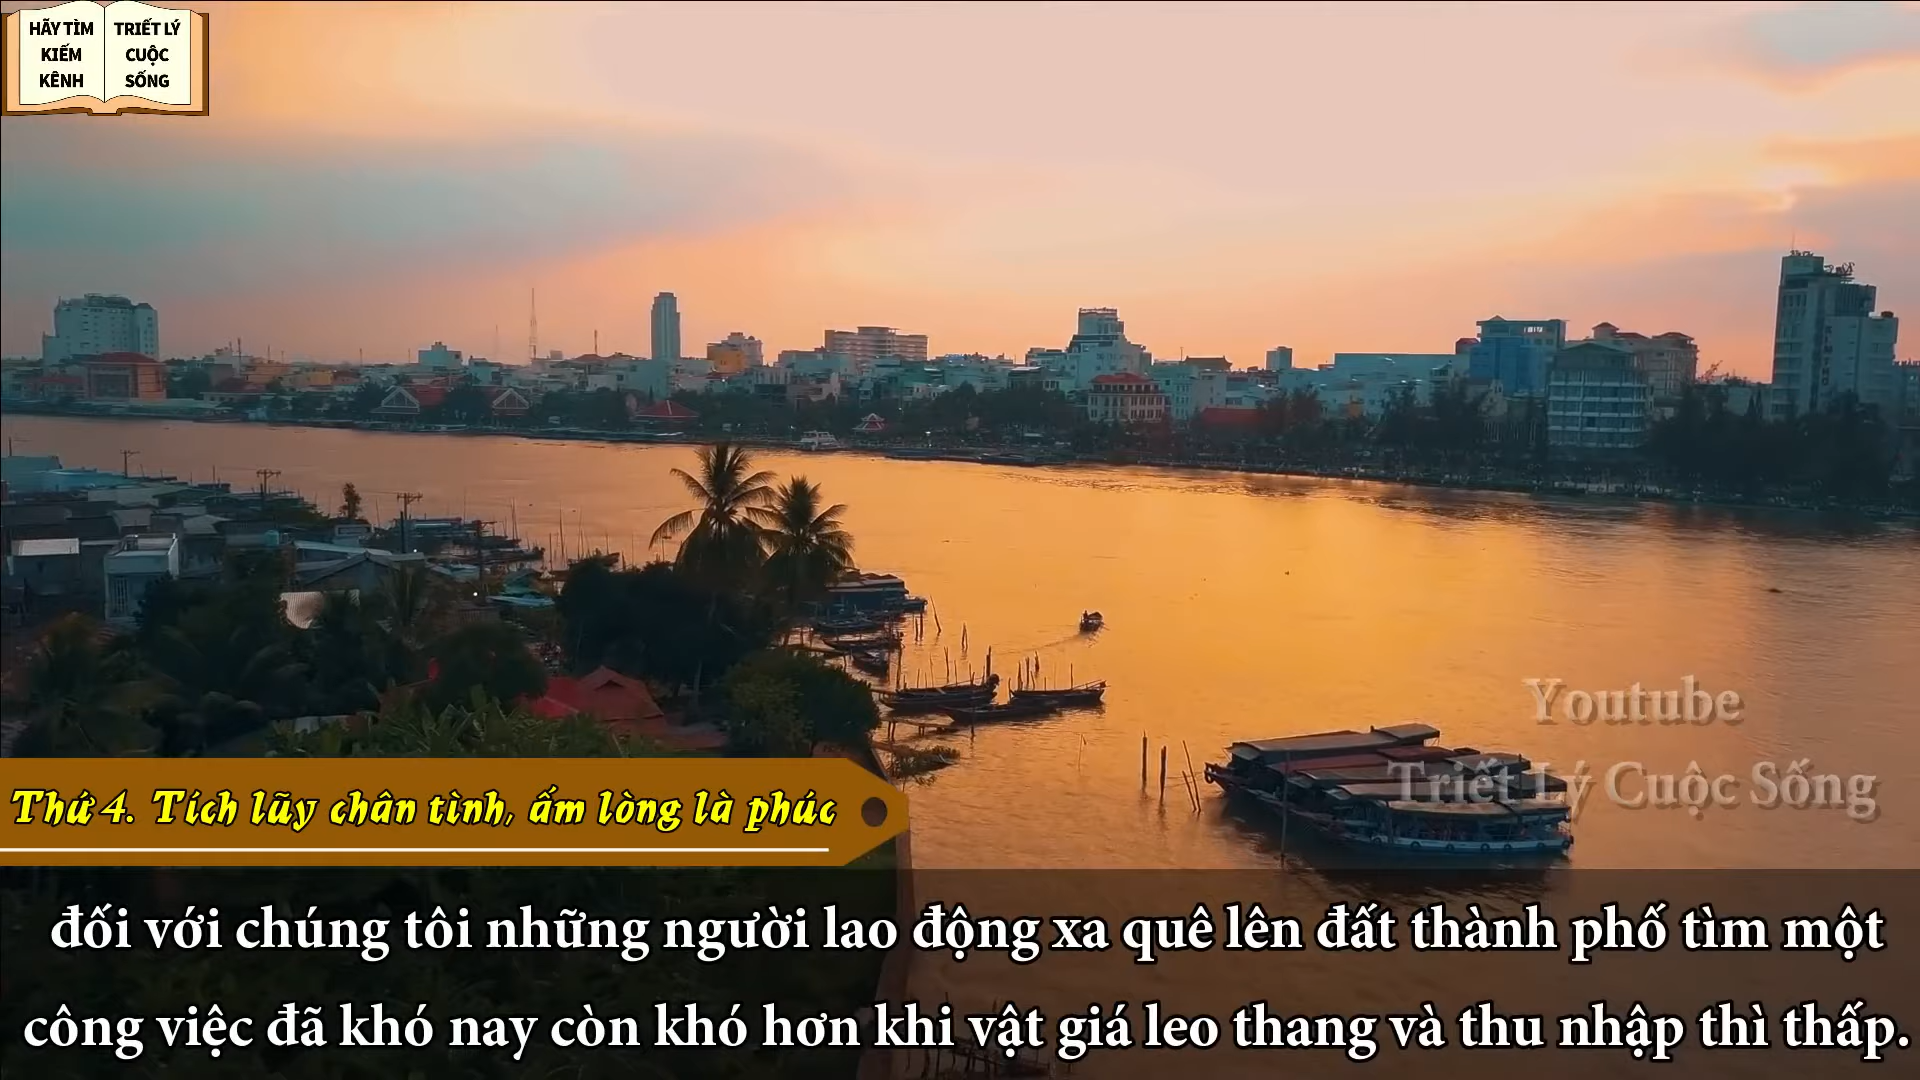 HÃY TÌM
KIẾM
KÊNH
TRIẾT LÝ
CUỘC
SỐNG
Youtube
Triết Lý Cuộc Sống
Thứ 4. Tích lũy chân tình, ấm lòng là phúc
đối với chúng tôi những người lao động xa quê lên đất thành phố tìm một
công việc đã khó nay còn khó hơn khi vật giá leo thang và thu nhập thì thấp.